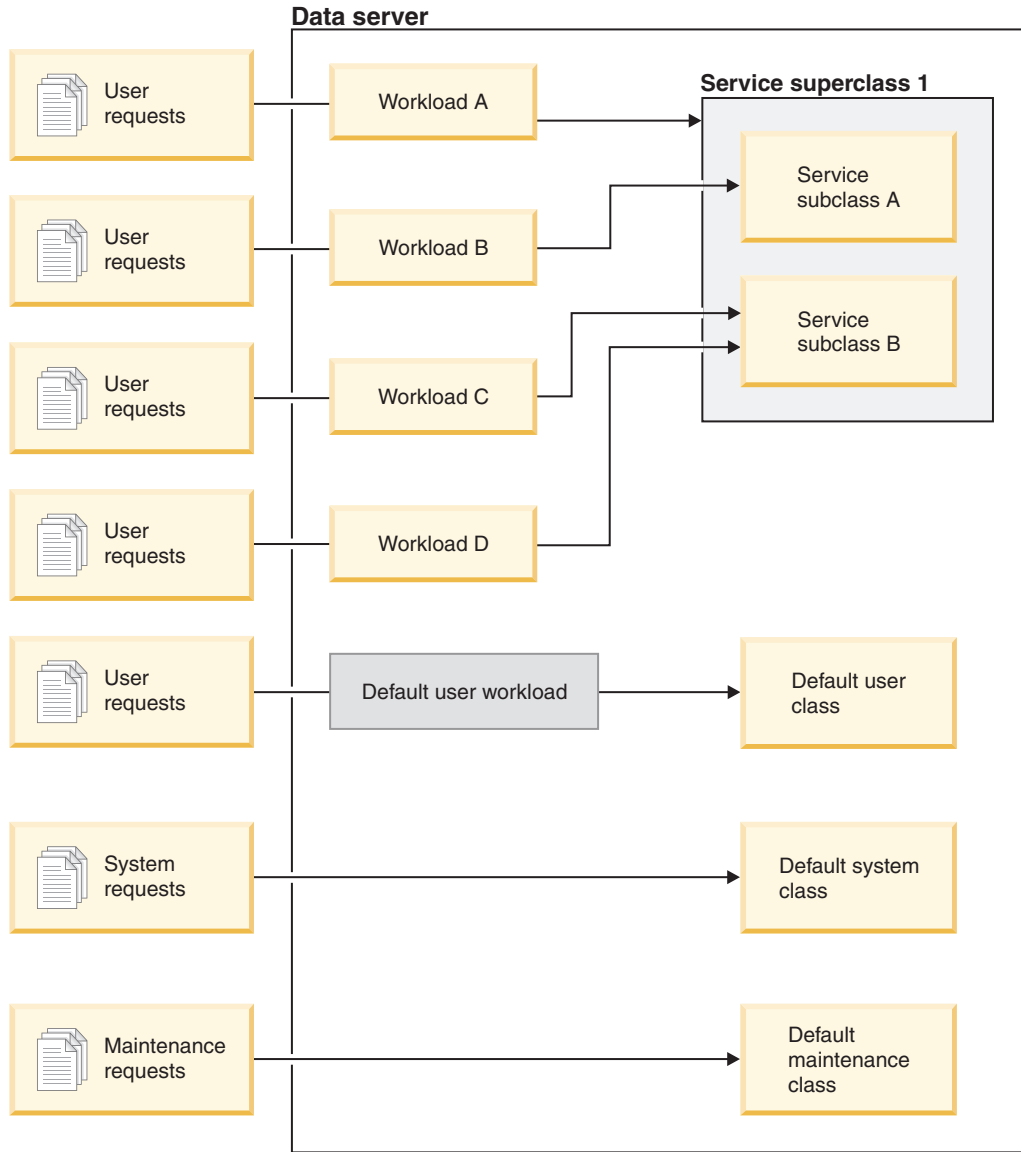 Data server
User
requests
Workload A
Service superclass 1
Service
subclass A
User
requests
Workload B
Service
subclass B
User
requests
Workload C
User
requests
Workload D
User
requests
Default user workload
Default user
class
System
requests
Default system
class
Maintenance
requests
Default
maintenance
class